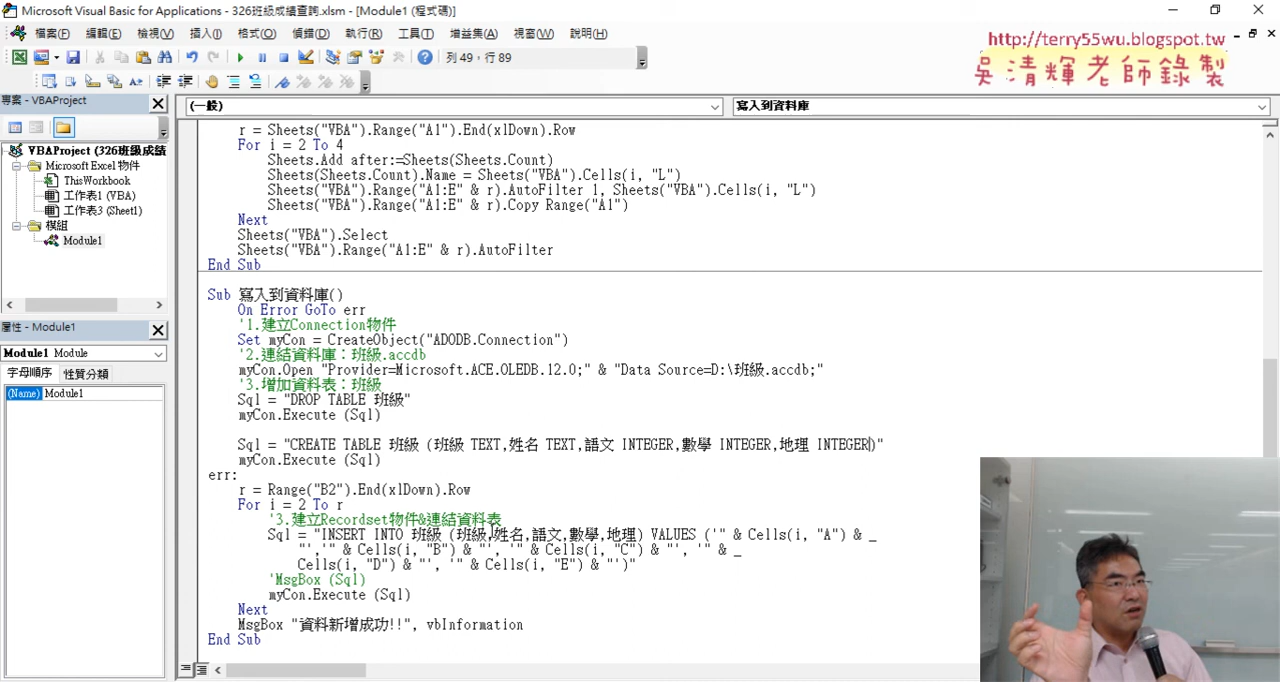 Microsoft Visual Basic for Applications - 326班級成績查詢.xlsm - [Module1 (程式碼)]
檔案(F) 編輯(E) 檢視(V) 插入(I) 格式(O) 偵錯(D) 執行(R) 工具(T) 增益集(A) 視窗(W) 說明(H)
http://terry55wu.blogspot.tw
吳清輝老師錄製
列 49，行 89
專案 - VBAProject
(一般)
寫入到資料庫
VBAProject (326班級成績
Microsoft Excel 物件
ThisWorkbook
工作表1 (VBA)
工作表3 (Sheet1)
模組
Module1
屬性 - Module1
Module1 Module
字母順序 性質分類
(Name) Module1
r = Sheets("VBA").Range("A1").End(xlDown).Row
For i = 2 To 4
Sheets.Add after:=Sheets(Sheets.Count)
Sheets(Sheets.Count).Name = Sheets("VBA").Cells(i, "L")
Sheets("VBA").Range("A1:E" & r).AutoFilter 1, Sheets("VBA").Cells(i, "L")
Sheets("VBA").Range("A1:E" & r).Copy Range("A1")
Next
Sheets("VBA").Select
Sheets("VBA").Range("A1:E" & r).AutoFilter
End Sub
Sub 寫入到資料庫()
On Error GoTo err
'1.建立Connection物件
Set myCon = CreateObject("ADODB.Connection")
'2.連結資料庫：班級.accdb
myCon.Open "Provider=Microsoft.ACE.OLEDB.12.0;" & "Data Source=D:\班級.accdb;"
'3.增加資料表：班級
Sql = "DROP TABLE 班級"
myCon.Execute (Sql)
Sql = "CREATE TABLE 班級 (班級 TEXT,姓名 TEXT,語文 INTEGER,數學 INTEGER,地理 INTEGER)"
myCon.Execute (Sql)
err:
r = Range("B2").End(xlDown).Row
For i = 2 To r
'3.建立Recordset物件&連結資料表
Sql = "INSERT INTO 班級 (班級,姓名,語文,數學,地理) VALUES ('" & Cells(i, "A") & _
"','" & Cells(i, "B") & "', '" & Cells(i, "C") & "', '" & _
Cells(i, "D") & "', '" & Cells(i, "E") & "')"
'MsgBox (Sql)
myCon.Execute (Sql)
Next
MsgBox "資料新增成功!!", vbInformation
End Sub